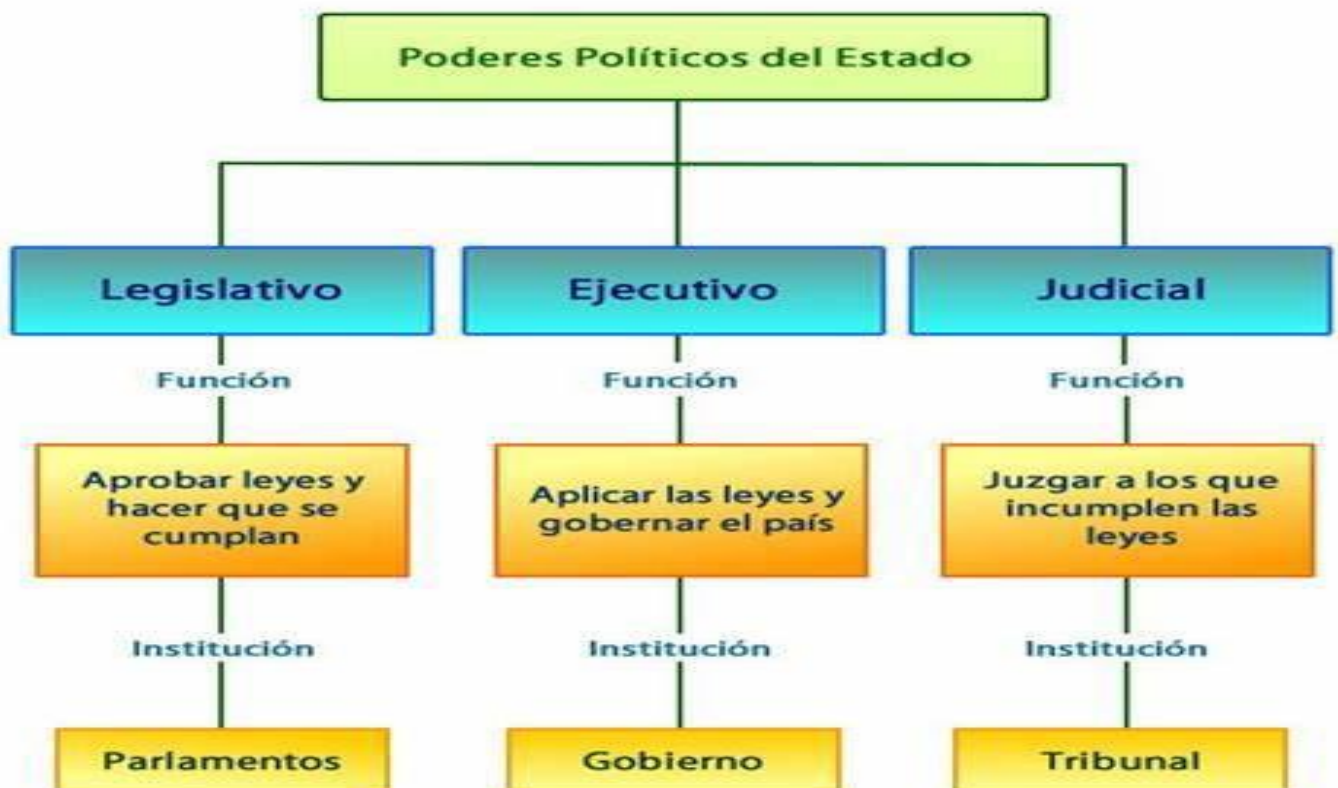 Poderes Políticos del Estado
Legislativo
Ejecutivo
Judicial
Función
Función
Función
Aprobar leyes y
hacer que se
cumplan
Aplicar las leyes y
gobernar el país
Juzgar a los que
incumplen las
leyes
Institución
Institución
Institución
Parlamentos
Gobierno
Tribunal